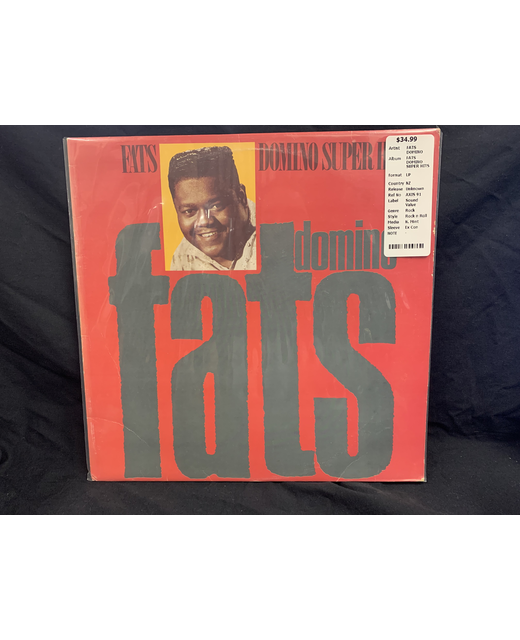 $34.99
Artist FATS
DOMINO
Album FATS
DOMINO
SUPER HITS
Format LP
Country NZ
Release Unknown
Label Sound
Value
Genre Rock
Style Rock n Roll
Media
Sleeve Ex Con
NOTE
FATS DOMINO SUPER
domino
fats